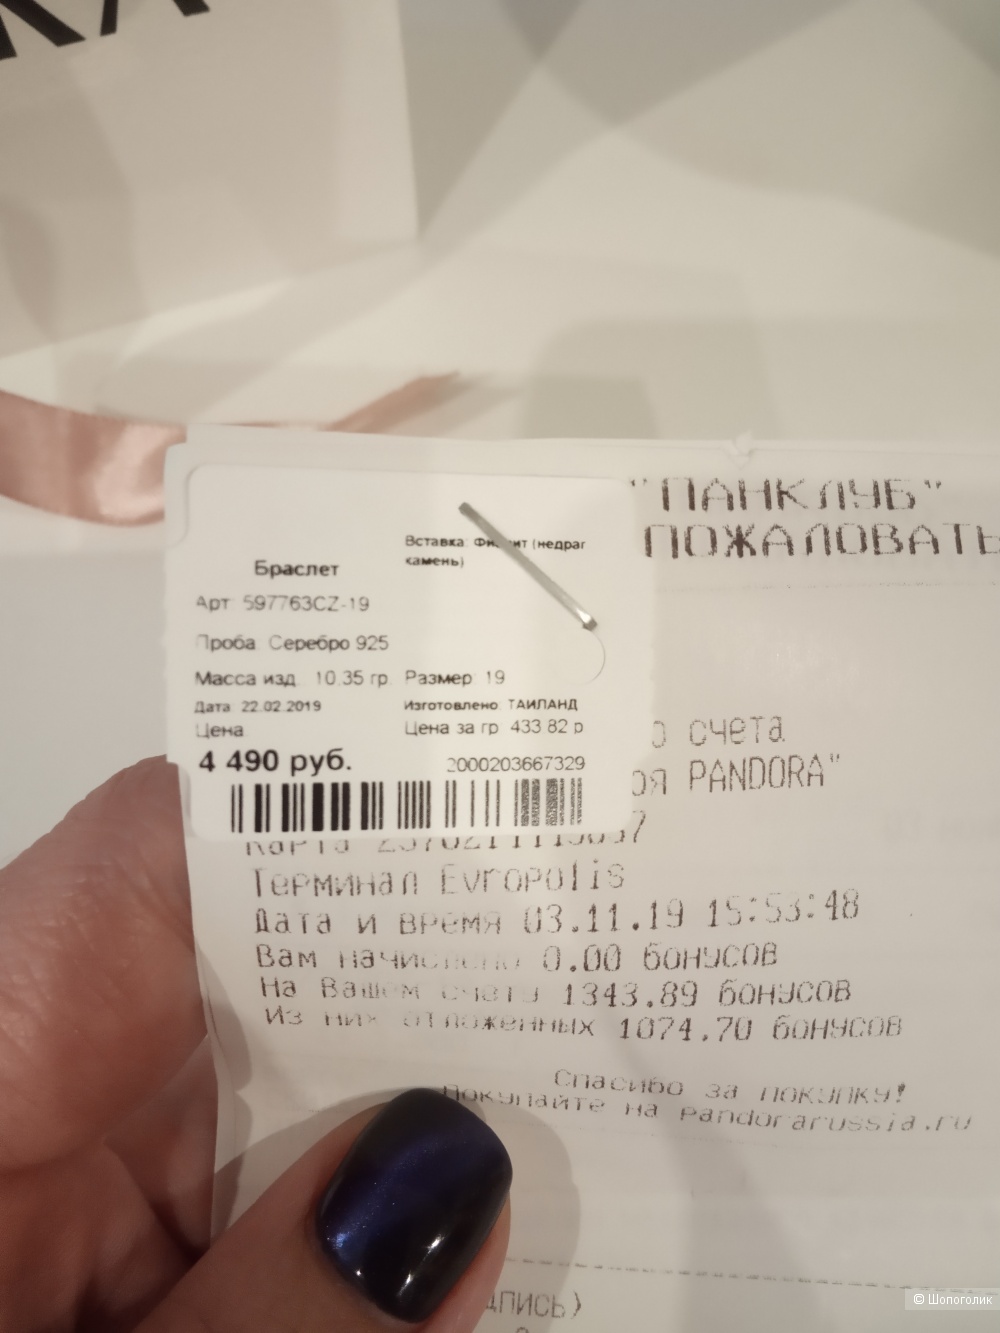 "ПАНКЛУБ"
ПОЖАЛОВАТЬ
Вставка: (недраг
камень)
Браслет
Арт: 597763CZ-19
Проба: Серебро 925
Масса изд. 10.35 гр Размер: 19
Дата: 22.02.2019 Изготовлено: ТАИЛАНД
Цена Цена за гр 433.82 р
4 490 руб. 2000203667329
счета
PANDORA"
Карта
Терминал Evropolis
Дата и время 03.11.19 15:53:48
Вам начислено 0.00 бонусов
На Вашем счету 1343.89 бонусов
Из них отложенных 1074.70 бонусов
Спасибо за покупку!
Покупайте на pandorarussia.ru
© Шопоголик